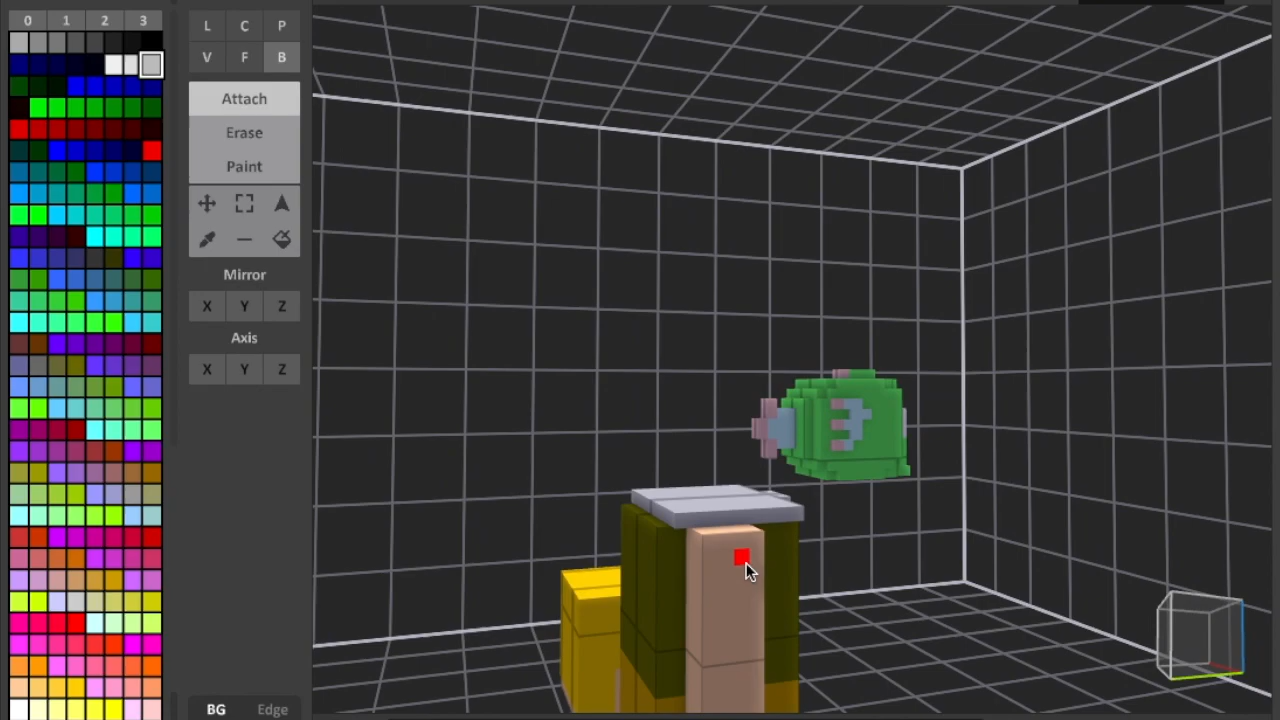 0 1 2 3
L C P
V F B
Attach
Erase
Paint
Mirror
X Y Z
Axis
X Y Z
BG Edge